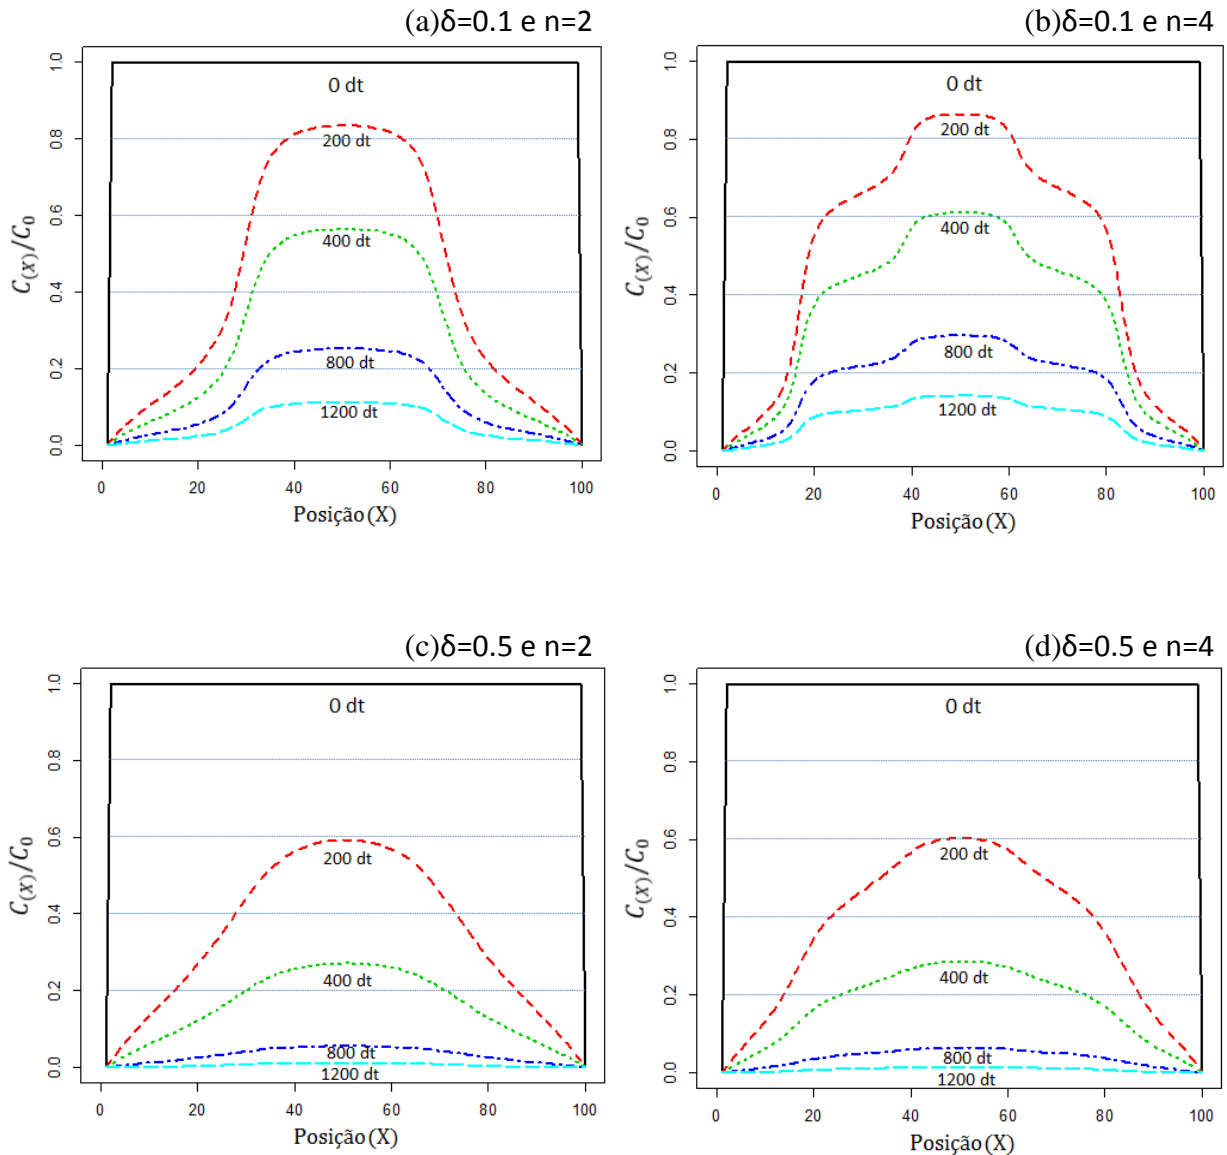 (a)δ=0.1 e n=2
C(X)/C0
1.0
0.8
0.6
0.4
0.2
0.0
0 dt
200 dt
400 dt
800 dt
1200 dt
0 20 40 60 80 100
Posição(X)
(b)δ=0.1 e n=4
C(X)/C0
1.0
0.8
0.6
0.4
0.2
0.0
0 dt
200 dt
400 dt
800 dt
1200 dt
0 20 40 60 80 100
Posição(X)
(c)δ=0.5 e n=2
C(X)/C0
1.0
0.8
0.6
0.4
0.2
0.0
0 dt
200 dt
400 dt
800 dt
1200 dt
0 20 40 60 80 100
Posição(X)
(d)δ=0.5 e n=4
C(X)/C0
1.0
0.8
0.6
0.4
0.2
0.0
0 dt
200 dt
400 dt
800 dt
1200 dt
0 20 40 60 80 100
Posição(X)